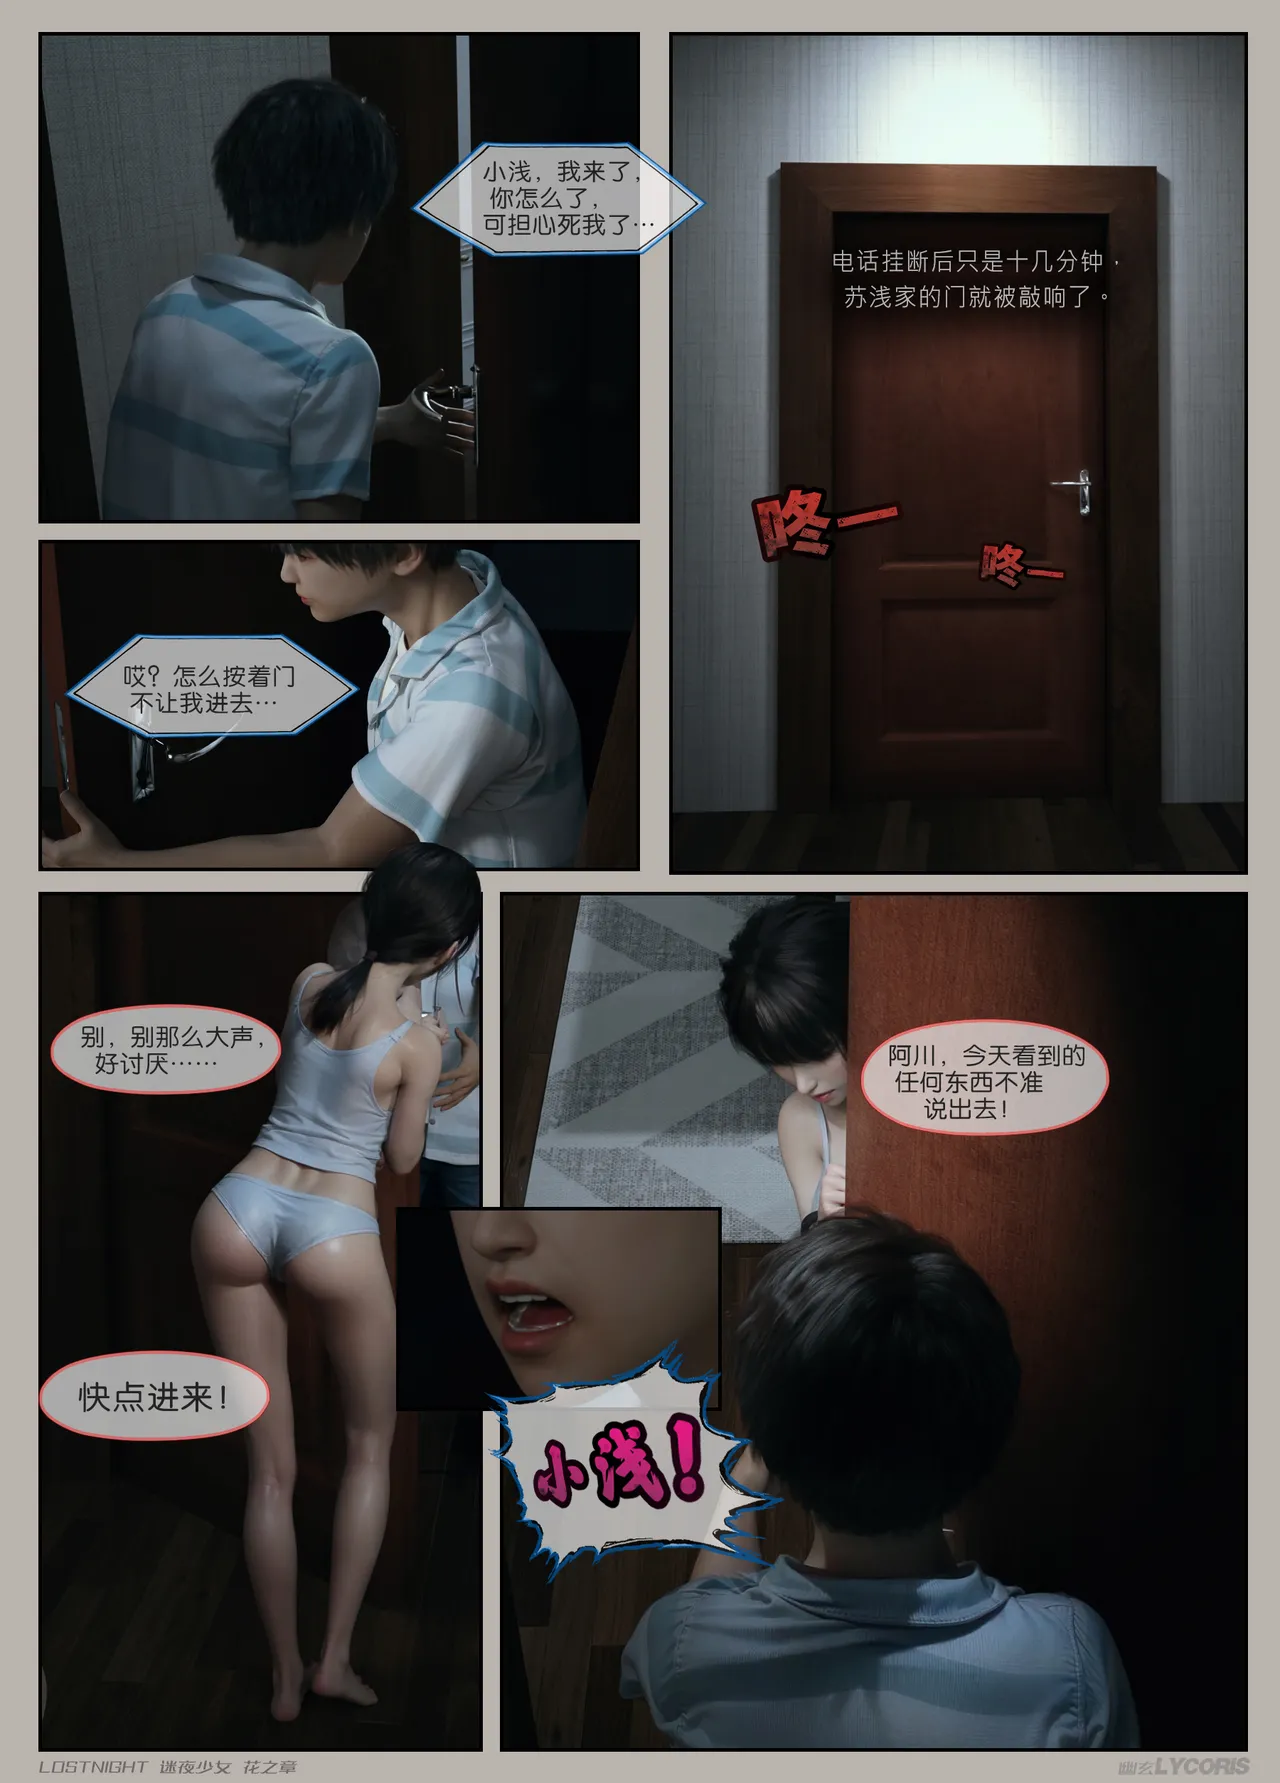 电话挂断后只是十几分钟，
苏浅家的门就被敲响了。
咚一
咚一
小浅，我来了，
你怎么了，
可担心死我了…
哎？怎么按着门
不让我进去…
阿川，今天看到的
任何东西不准
说出去！
小浅！
别，别那么大声，
好讨厌……
快点进来！
LOSTNIGHT 迷夜少女 花之章
幽玄LYCORIS